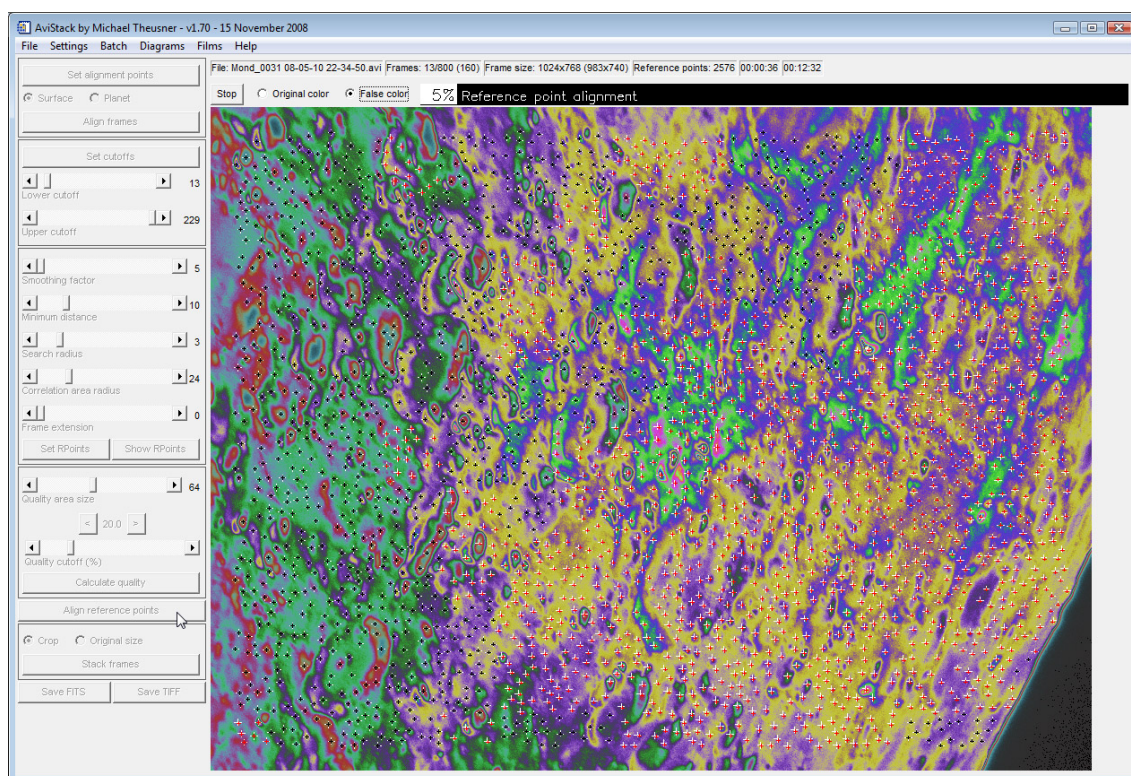 AviStack by Michael Theusner - v1.70 - 15 November 2008
File Settings Batch Diagrams Films Help
Set alignment points
Surface Planet
Align frames
File: Mond_0031 08-05-10 22-34-50.avi Frames: 13/800 (160) Frame size: 1024x768 (983x740) Reference points: 2576 00:00:36 00:12:32
Stop Original color False color 5% Reference point alignment
Set cutoffs
13
Lower cutoff
229
Upper cutoff
5
Smoothing factor
10
Minimum distance
3
Search radius
24
Correlation area radius
0
Frame extension
Set RPoints Show RPoints
64
Quality area size
< 20.0 >
Quality cutoff (%)
Calculate quality
Align reference points
Crop Original size
Stack frames
Save FITS Save TIFF